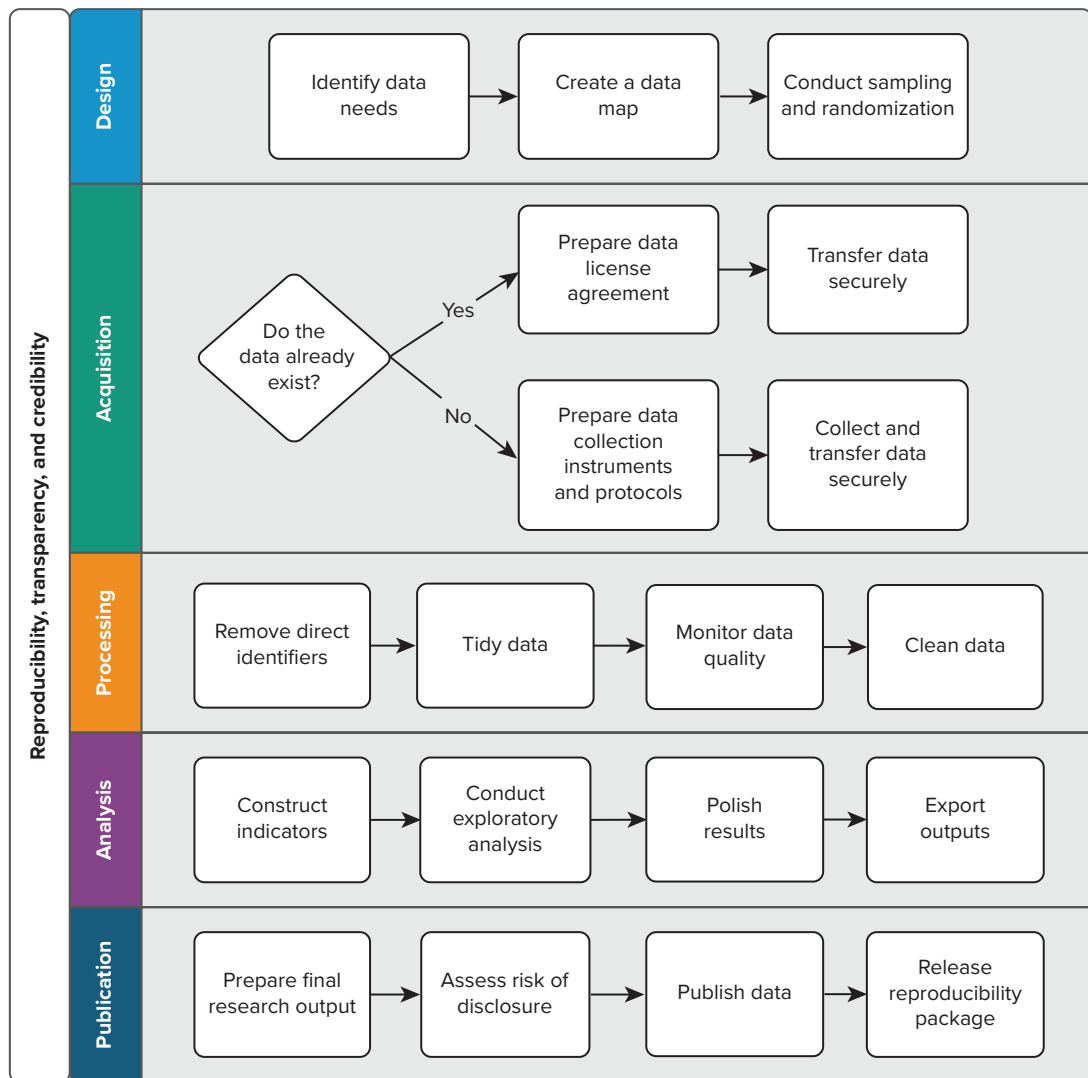 Reproducibility, transparency, and credibility
Design
Identify data
needs
Create a data
map
Conduct sampling
and randomization
Acquisition
Do the
data already
exist?
Yes
Prepare data
license
agreement
Transfer data
securely
No
Prepare data
collection
instruments
and protocols
Collect and
transfer data
securely
Processing
Remove direct
identifiers
Tidy data
Monitor data
quality
Clean data
Analysis
Construct
indicators
Conduct
exploratory
analysis
Polish
results
Export
outputs
Publication
Prepare final
research output
Assess risk of
disclosure
Publish data
Release
reproducibility
package